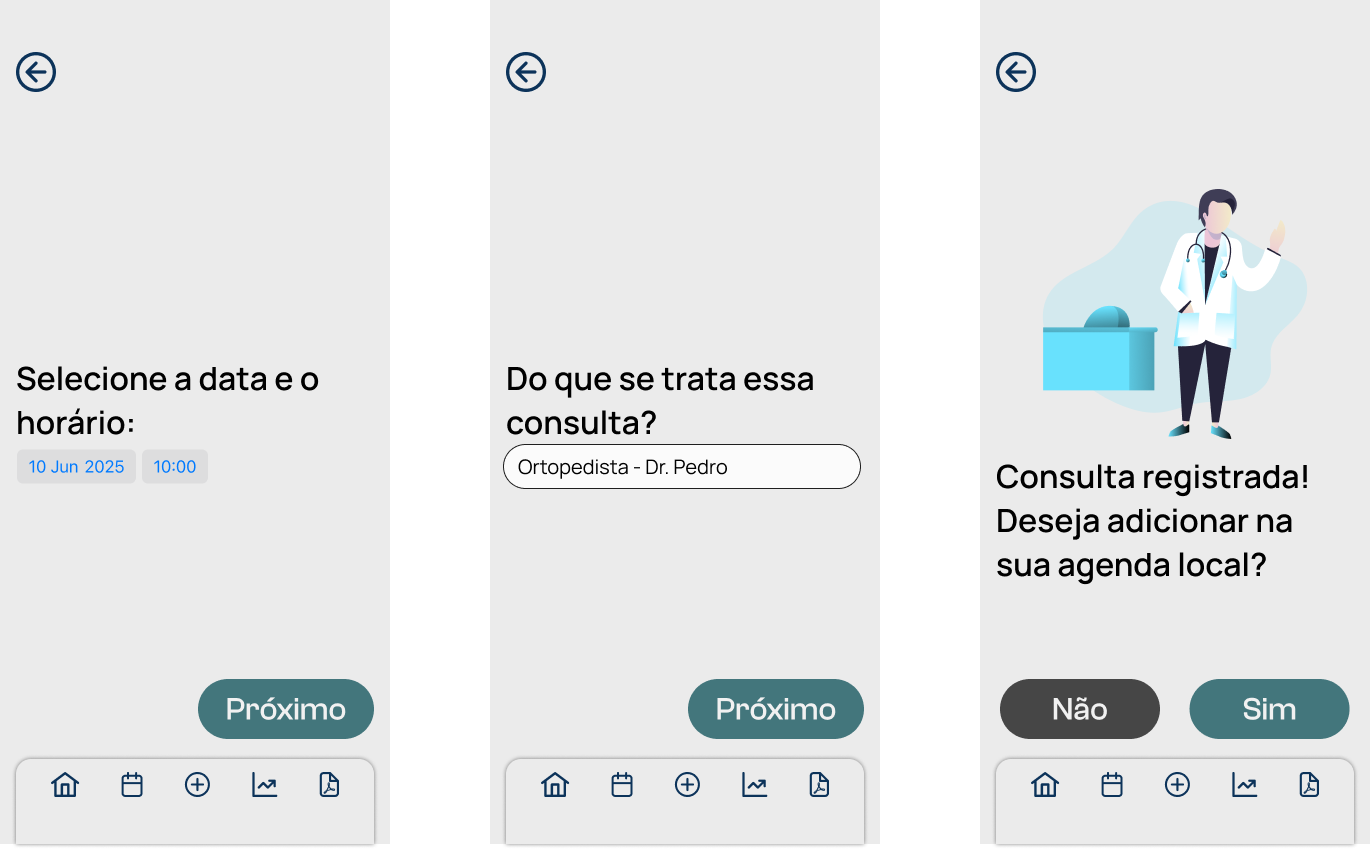 Selecione a data e o
horário:
10 Jun 2025 10:00
Próximo
Do que se trata essa
consulta?
Ortopedista - Dr. Pedro
Próximo
Consulta registrada!
Deseja adicionar na
sua agenda local?
Não Sim